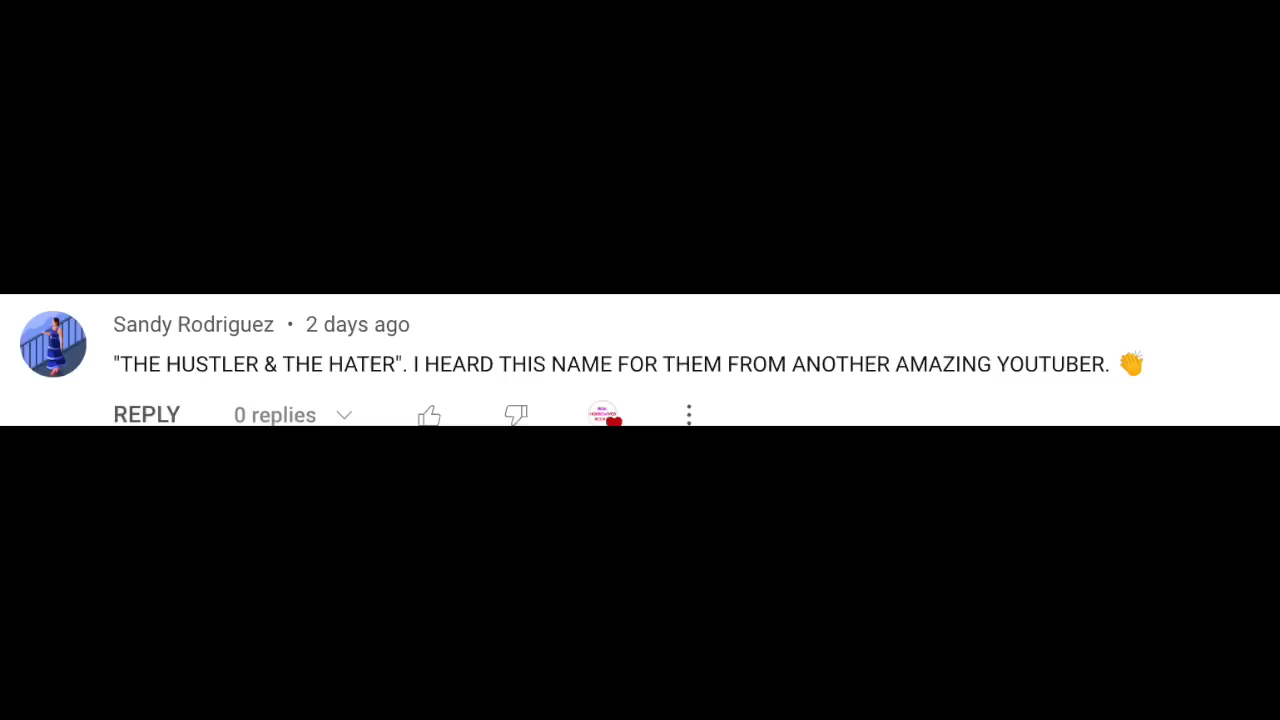 Sandy Rodriguez • 2 days ago
"THE HUSTLER & THE HATER". I HEARD THIS NAME FOR THEM FROM ANOTHER AMAZING YOUTUBER. 👏
REPLY 0 replies